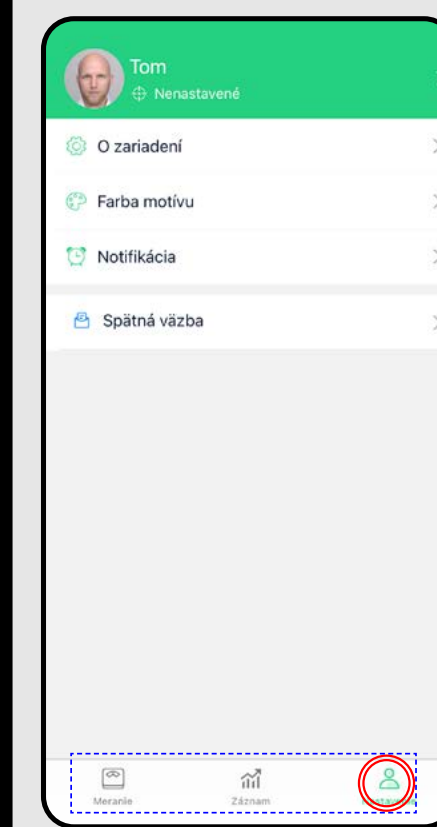 Tom
Nenastavené
O zariadení
Farba motívu
Notifikácia
Spätná väzba
Meranie
Záznam